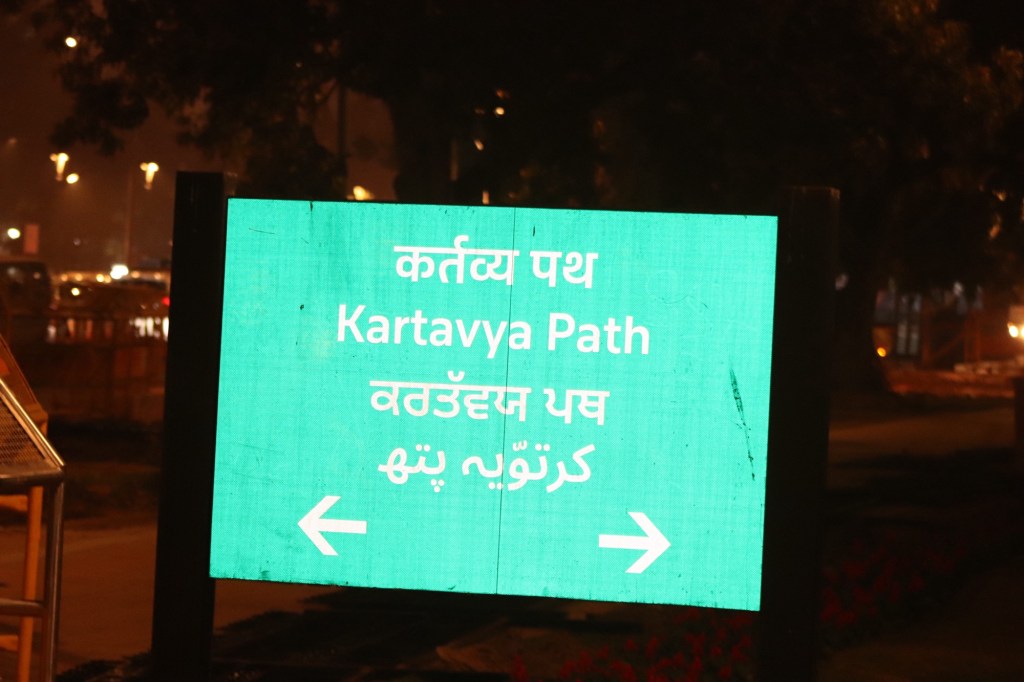 कर्तव्य पथ
Kartavya Path
ਕਰਤੱਵਯ ਪਥ
کرتوّیہ پتھ